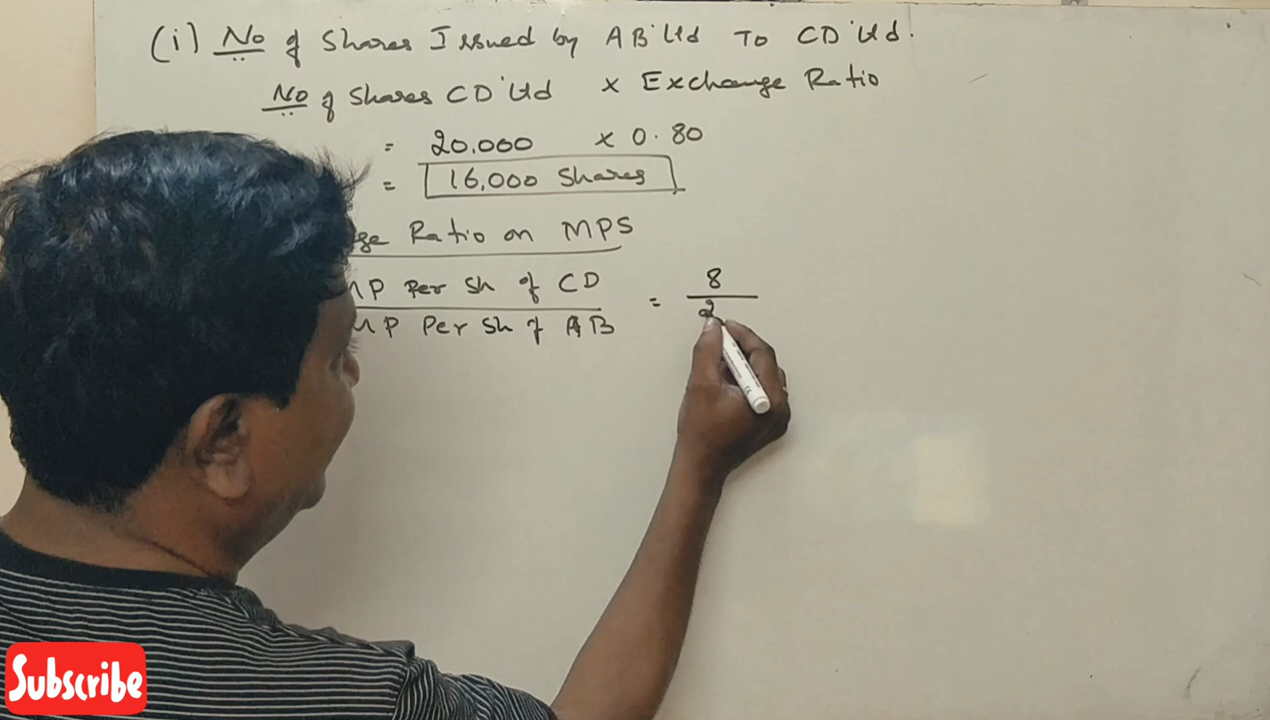 (i) No of Shares Issued by AB Ltd To CD Ltd.
No of Shares CD Ltd x Exchange Ratio
= 20,000 x 0.80
= 16,000 Shares
ge Ratio on MPS
MP Per Sh of CD = 8
MP Per Sh of AB 2
Subscribe